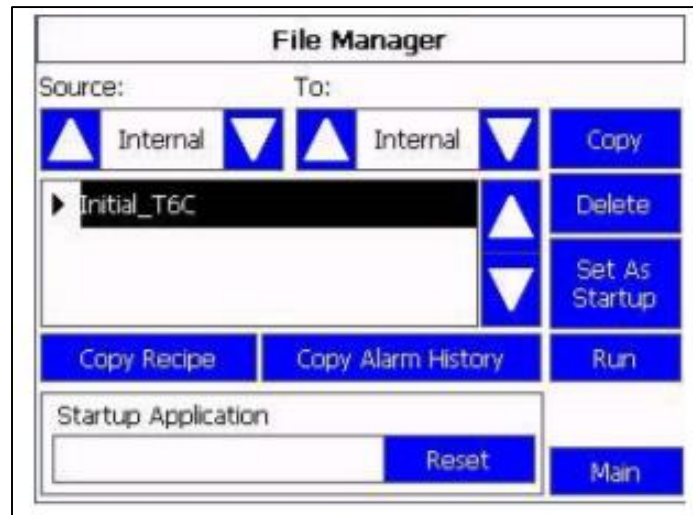 File Manager
Source: To:
Internal Internal Copy
Initial_T6C Delete
Set As
Startup
Copy Recipe Copy Alarm History Run
Startup Application
Reset Main